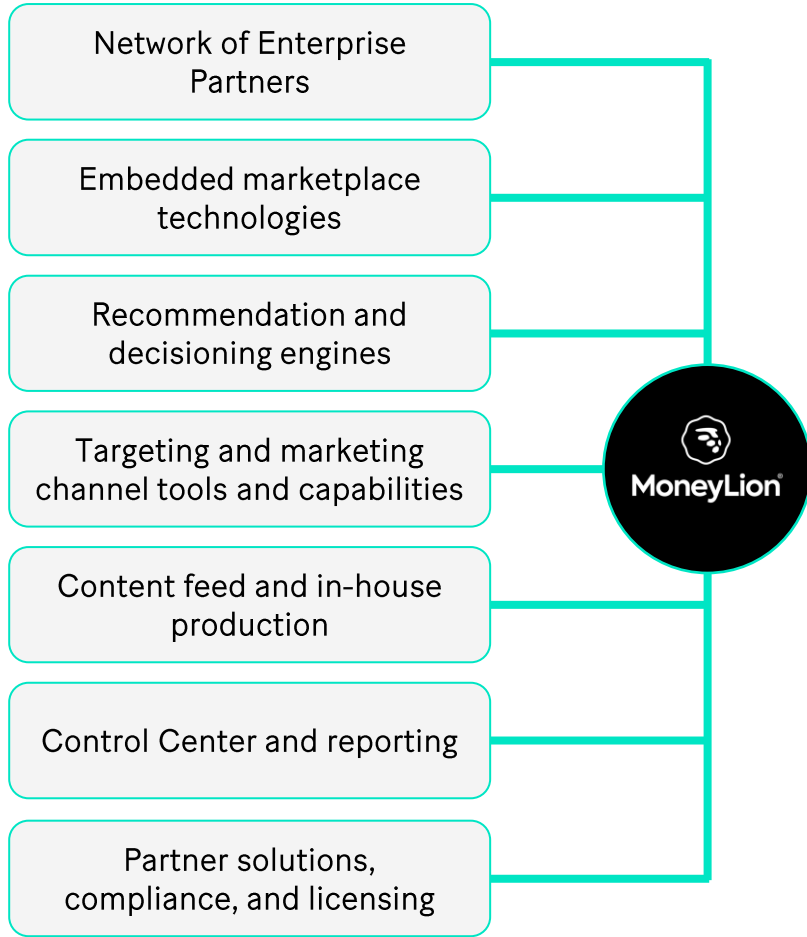 Network of Enterprise
Partners
Embedded marketplace
technologies
Recommendation and
decisioning engines
Targeting and marketing
channel tools and capabilities
MoneyLion®
Content feed and in-house
production
Control Center and reporting
Partner solutions,
compliance, and licensing